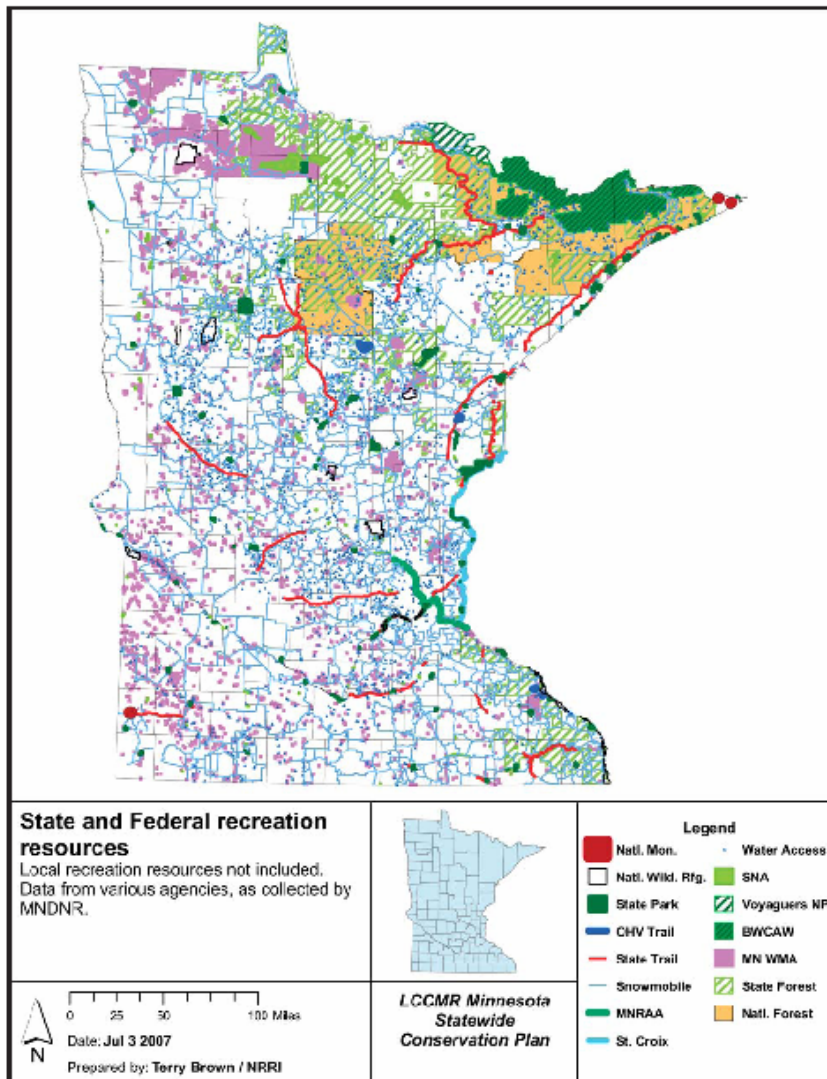 State and Federal recreation
resources
Local recreation resources not included.
Data from various agencies, as collected by
MNDNR.
0 25 50 100 Miles
N
Date: Jul 3 2007
Prepared by: Terry Brown / NRRI
LCCMR Minnesota
Statewide
Conservation Plan
Legend
Natl. Mon.
Natl. Wild. Rfg.
State Park
CHV Trail
State Trail
Snowmobile
MNRAA
St. Croix
Water Access
SNA
Voyaguers NP
BWCAW
MN WMA
State Forest
Natl. Forest